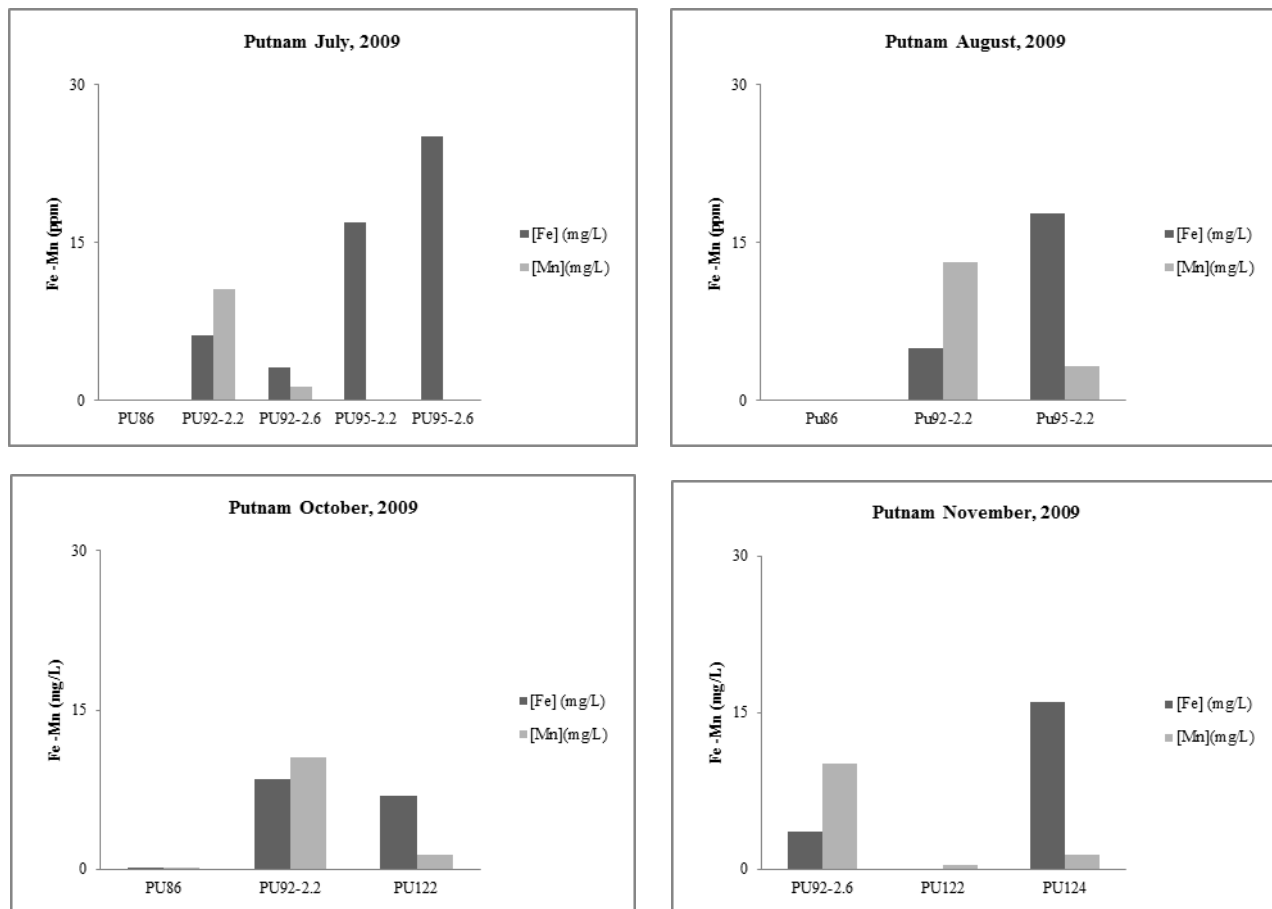 Putnam July, 2009
30
15
0
Fe -Mn (ppm)
PU86 PU92-2.2 PU92-2.6 PU95-2.2 PU95-2.6
[Fe] (mg/L)
[Mn](mg/L)
Putnam August, 2009
30
15
0
Fe -Mn (ppm)
Pu86 Pu92-2.2 Pu95-2.2
[Fe] (mg/L)
[Mn](mg/L)
Putnam October, 2009
30
15
0
Fe -Mn (mg/L)
PU86 PU92-2.2 PU122
[Fe] (mg/L)
[Mn](mg/L)
Putnam November, 2009
30
15
0
Fe -Mn (mg/L)
PU92-2.6 PU122 PU124
[Fe] (mg/L)
[Mn](mg/L)